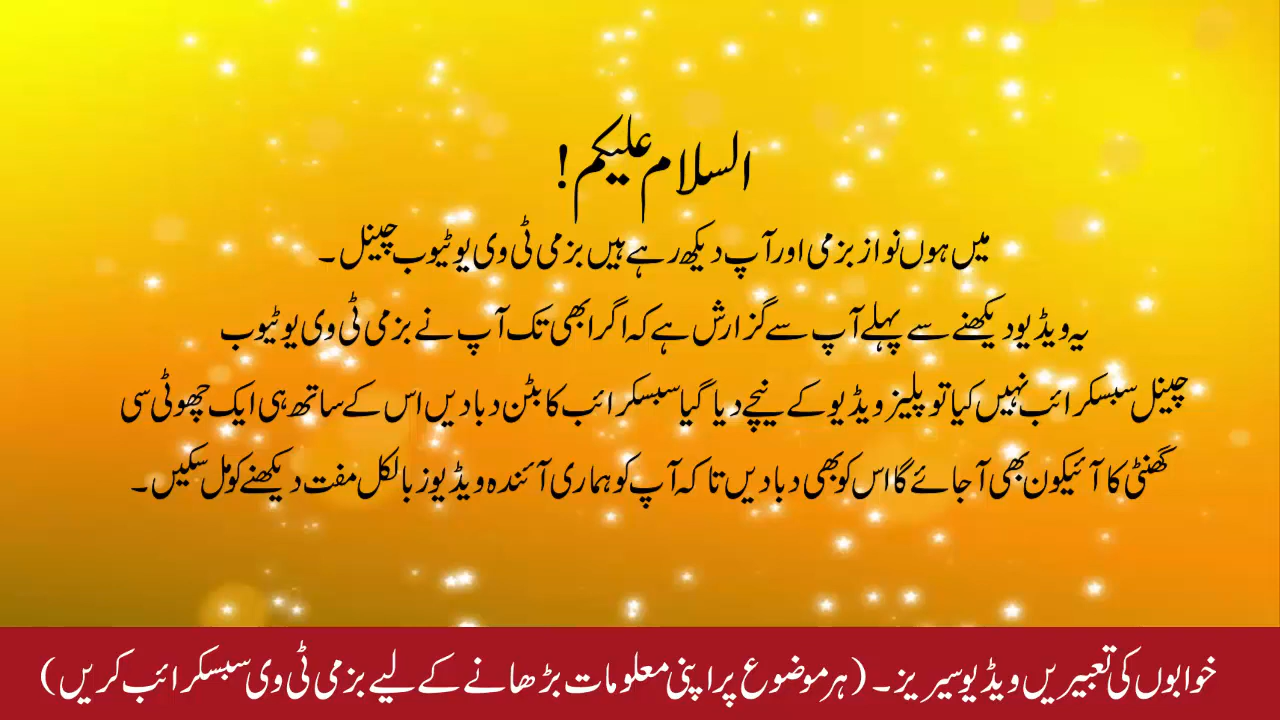 السلام علیکم!
میں ہوں نواز بزمی اور آپ دیکھ رہے ہیں بزمی ٹی وی یوٹیوب چینل۔
یہ ویڈیو دیکھنے سے پہلے آپ سے گزارش ہے کہ اگر ابھی تک آپ نے بزمی ٹی وی یوٹیوب
چینل سبسکرائب نہیں کیا تو پلیز ویڈیو کے نیچے دیا گیا سبسکرائب کا بٹن دبا دیں اس کے ساتھ ہی ایک چھوٹی سی
گھنٹی کا آئیکون بھی آ جائے گا اس کو بھی دبا دیں تاکہ آپ کو ہماری آئندہ ویڈیوز بالکل مفت دیکھنے کو مل سکیں۔
خوابوں کی تعبیریں ویڈیو سیریز۔ (ہر موضوع پر اپنی معلومات بڑھانے کے لیے بزمی ٹی وی سبسکرائب کریں)